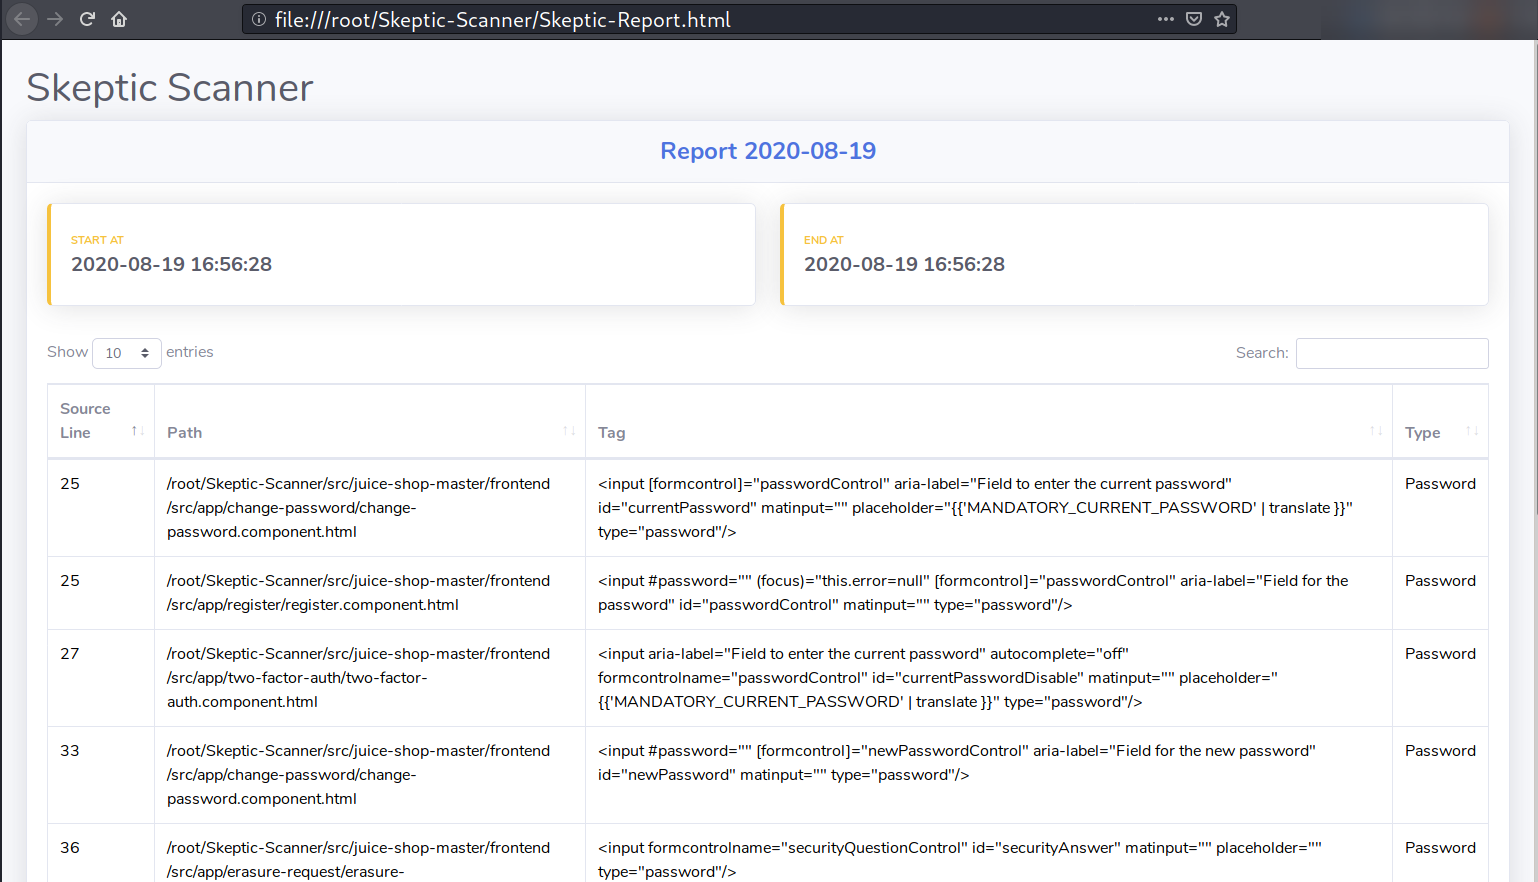 file:///root/Skeptic-Scanner/Skeptic-Report.html
Skeptic Scanner
Report 2020-08-19
START AT
2020-08-19 16:56:28
END AT
2020-08-19 16:56:28
Show 10 entries
Search:
Source
Line
Path
Tag
Type
25
/root/Skeptic-Scanner/src/juice-shop-master/frontend
/src/app/change-password/change-
password.component.html
<input [formcontrol]="passwordControl" aria-label="Field to enter the current password"
id="currentPassword" matinput="" placeholder="{{'MANDATORY_CURRENT_PASSWORD' | translate }}"
type="password"/>
Password
25
/root/Skeptic-Scanner/src/juice-shop-master/frontend
/src/app/register/register.component.html
<input #password="" (focus)="this.error=null" [formcontrol]="passwordControl" aria-label="Field for the
password" id="passwordControl" matinput="" type="password"/>
Password
27
/root/Skeptic-Scanner/src/juice-shop-master/frontend
/src/app/two-factor-auth/two-factor-
auth.component.html
<input aria-label="Field to enter the current password" autocomplete="off"
formcontrolname="passwordControl" id="currentPasswordDisable" matinput="" placeholder="
{{'MANDATORY_CURRENT_PASSWORD' | translate }}" type="password"/>
Password
33
/root/Skeptic-Scanner/src/juice-shop-master/frontend
/src/app/change-password/change-
password.component.html
<input #password="" [formcontrol]="newPasswordControl" aria-label="Field for the new password"
id="newPassword" matinput="" type="password"/>
Password
36
/root/Skeptic-Scanner/src/juice-shop-master/frontend
/src/app/erasure-request/erasure-
<input formcontrolname="securityQuestionControl" id="securityAnswer" matinput="" placeholder=""
type="password"/>
Password